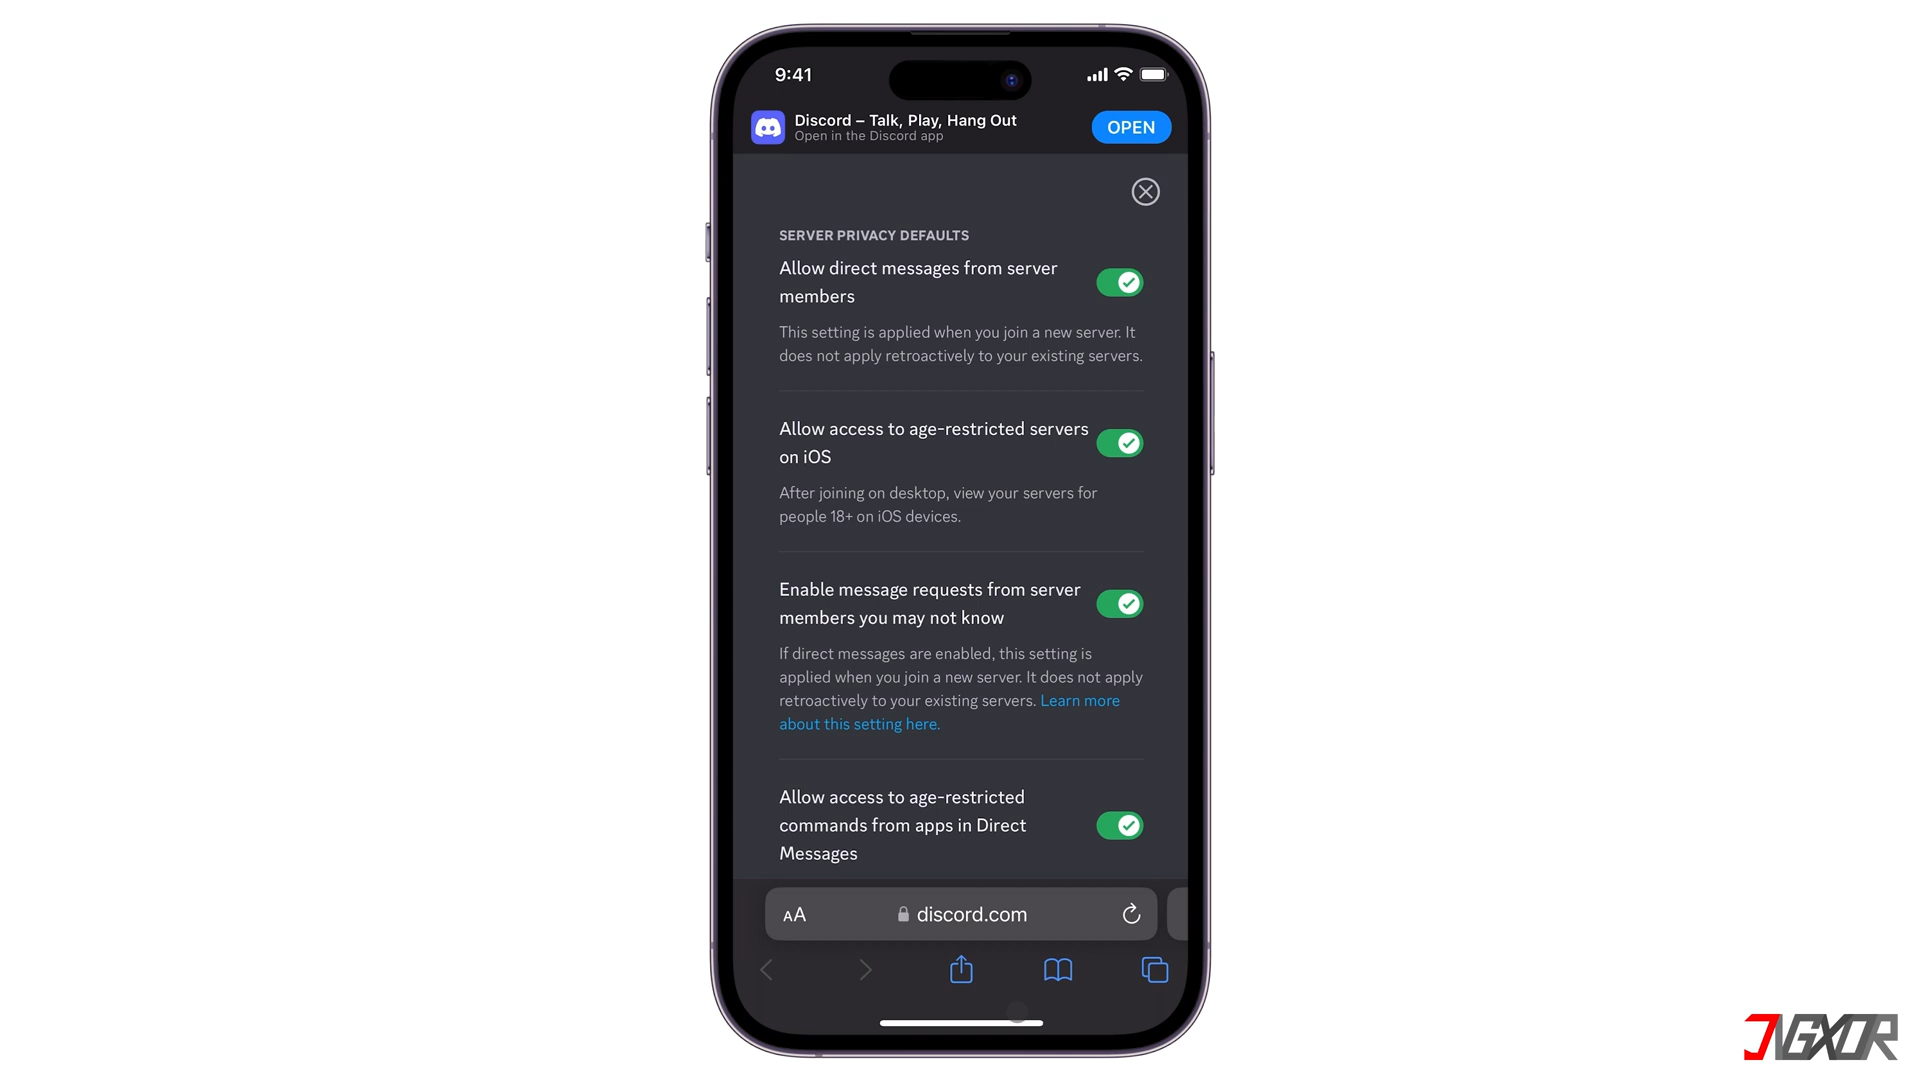 9:41
Discord – Talk, Play, Hang Out
Open in the Discord app
OPEN
SERVER PRIVACY DEFAULTS
Allow direct messages from server
members
This setting is applied when you join a new server. It
does not apply retroactively to your existing servers.
Allow access to age-restricted servers
on iOS
After joining on desktop, view your servers for
people 18+ on iOS devices.
Enable message requests from server
members you may not know
If direct messages are enabled, this setting is
applied when you join a new server. It does not apply
retroactively to your existing servers. Learn more
about this setting here.
Allow access to age-restricted
commands from apps in Direct
Messages
AA
discord.com
JVGXOR